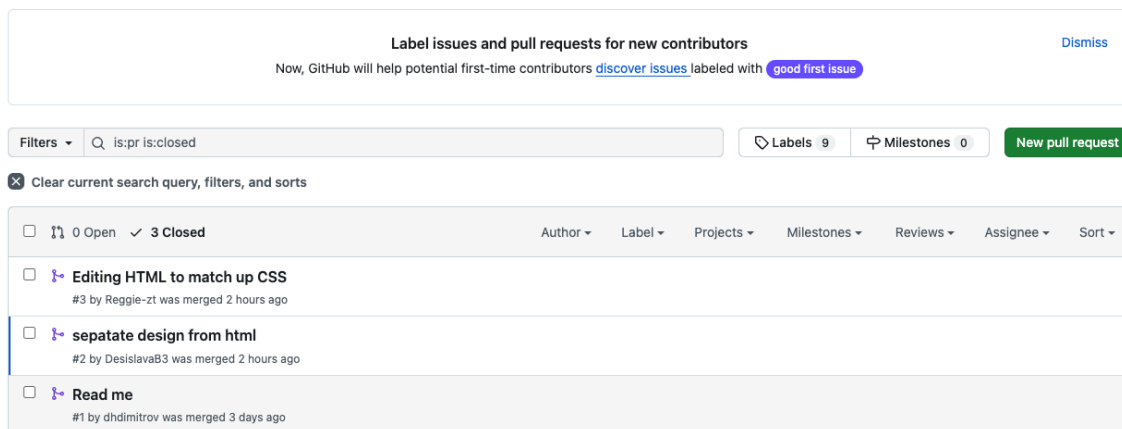 Label issues and pull requests for new contributors
Dismiss
Now, GitHub will help potential first-time contributors discover issues labeled with good first issue
Filters is:pr is:closed Labels 9 Milestones 0 New pull request
Clear current search query, filters, and sorts
0 Open 3 Closed Author Label Projects Milestones Reviews Assignee Sort
Editing HTML to match up CSS
#3 by Reggie-zt was merged 2 hours ago
sepatate design from html
#2 by DesislavaB3 was merged 2 hours ago
Read me
#1 by dhdimitrov was merged 3 days ago